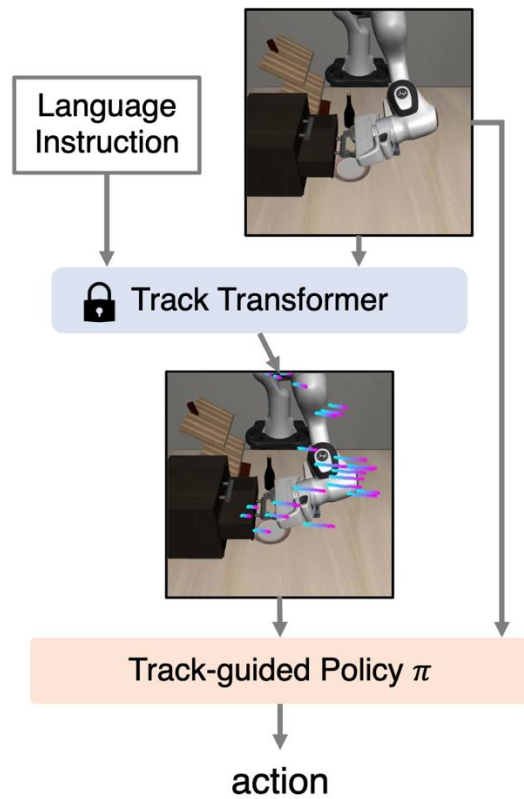 Language
Instruction
Track Transformer
Track-guided Policy π
action